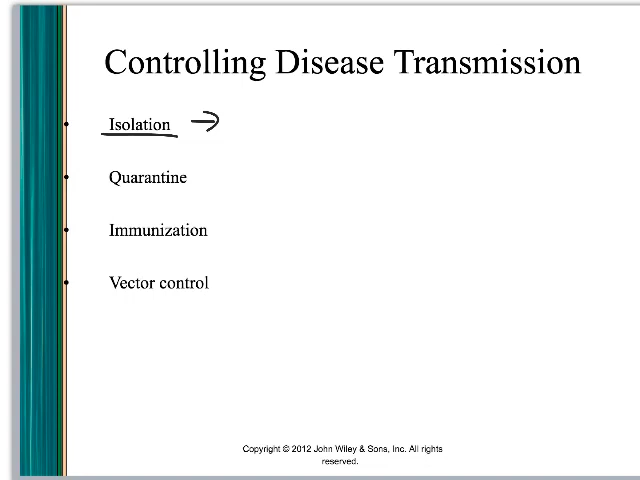 Controlling Disease Transmission
• Isolation →
• Quarantine
• Immunization
• Vector control
Copyright © 2012 John Wiley & Sons, Inc. All rights
reserved.